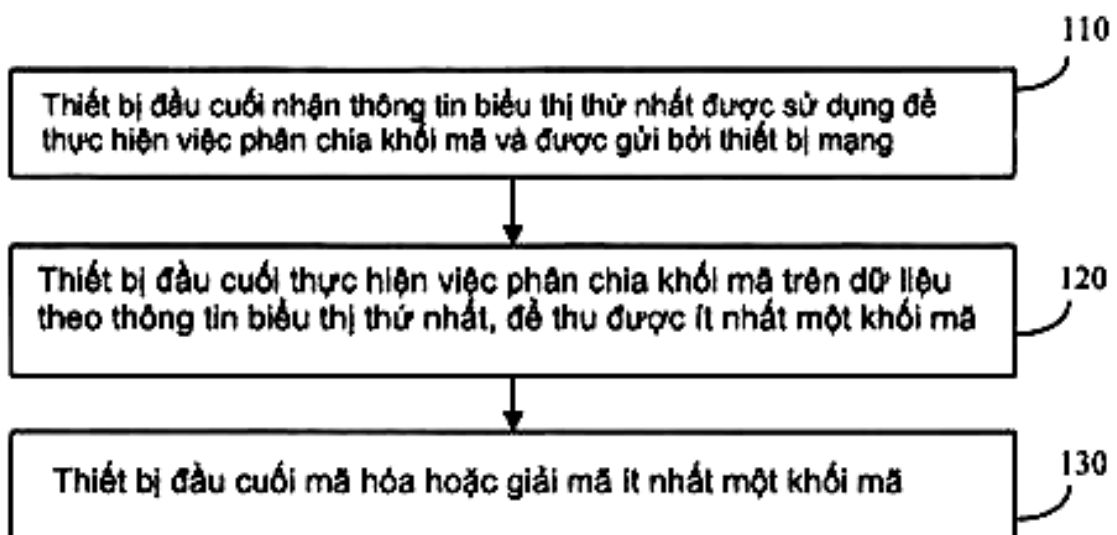 110
Thiết bị đầu cuối nhận thông tin biểu thị thứ nhất được sử dụng để
thực hiện việc phân chia khối mã và được gửi bởi thiết bị mạng
Thiết bị đầu cuối thực hiện việc phân chia khối mã trên dữ liệu
theo thông tin biểu thị thứ nhất, để thu được ít nhất một khối mã
120
Thiết bị đầu cuối mã hóa hoặc giải mã ít nhất một khối mã
130